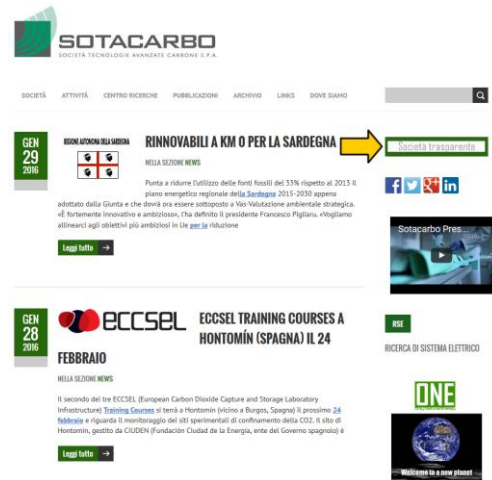 SOTACARBO
SOCIETÀ TECNOLOGIE AVANZATE CARBONE S.P.A.
SOCIETÀ ATTIVITÀ CENTRO RICERCHE PUBBLICAZIONI ARCHIVIO LINKS DOVE SIAMO
GEN
29
2016
REGIONE AUTONOMA DELLA SARDEGNA
RINNOVABILI A KM 0 PER LA SARDEGNA
NELLA SEZIONE NEWS
Punta a ridurre l'utilizzo delle fonti fossili del 33% rispetto al 2013 il
piano energetico regionale della Sardegna 2015-2030 appena
adottato dalla Giunta e che dovrà ora essere sottoposto a Vas-Valutazione ambientale strategica.
«È fortemente innovativo e ambizioso», l'ha definito il presidente Francesco Pigliaru. «Vogliamo
allinearci agli obiettivi più ambiziosi in Ue per la riduzione
Leggi tutto →
Società trasparente
Sotacarbo Pres...
GEN
28
2016
eccsel
ECCSEL TRAINING COURSES A
HONTOMÍN (SPAGNA) IL 24
FEBBRAIO
NELLA SEZIONE NEWS
Il secondo dei tre ECCSEL (European Carbon Dioxide Capture and Storage Laboratory
Infrastructure) Training Courses si terrà a Hontomin (vicino a Burgos, Spagna) il prossimo 24
febbraio e riguarda il monitoraggio dei siti sperimentali di confinamento della CO2. Il sito di
Hontomin, gestito da CIUDEN (Fundación Ciudad de la Energía, ente del Governo spagnolo) è
Leggi tutto →
RSE
RICERCA DI SISTEMA ELETTRICO
ONE
Welcome to a new planet